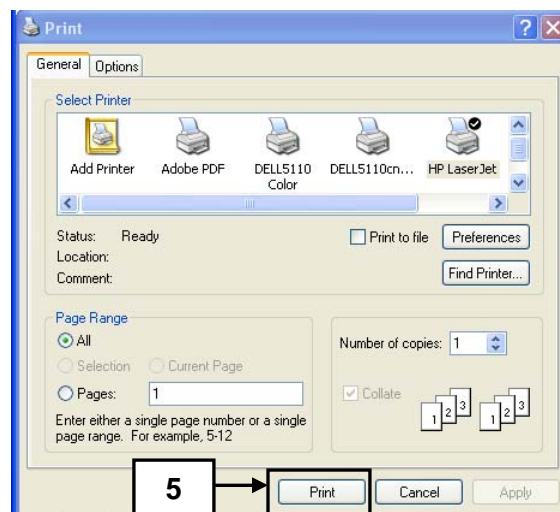 Print
General Options
Select Printer
Add Printer Adobe PDF DELL5110 Color DELL5110cn... HP LaserJet
Status: Ready
Print to file Preferences
Location:
Comment:
Find Printer...
Page Range
All
Selection Current Page
Pages: 1
Enter either a single page number or a single
page range. For example, 5-12
Number of copies: 1
Collate
1 2 3 1 2 3
5
Print Cancel Apply